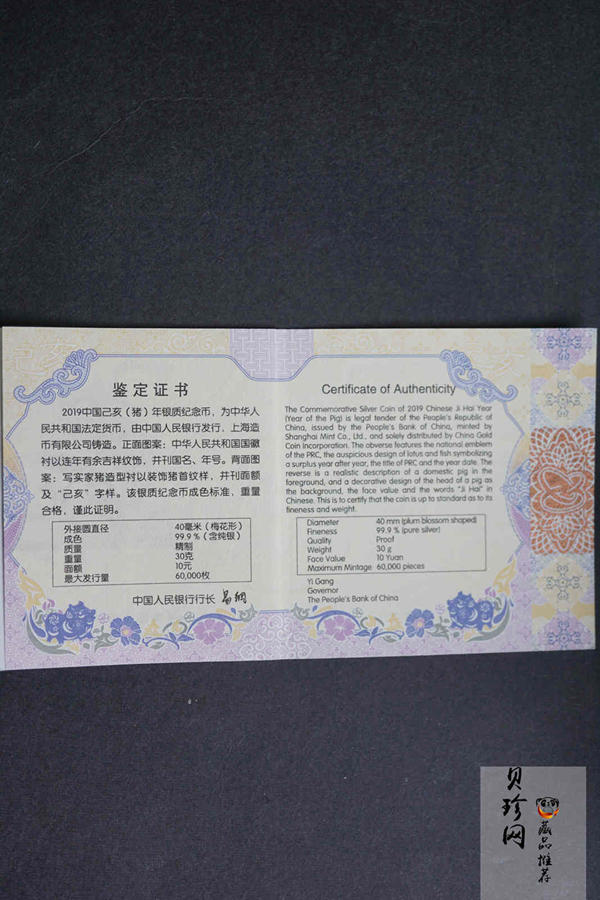 鉴定证书
2019中国己亥（猪）年银质纪念币，为中华人
民共和国法定货币，由中国人民银行发行，上海造
币有限公司铸造。正面图案：中华人民共和国国徽
衬以连年有余吉祥纹饰，并刊国名、年号。背面图
案：写实家猪造型衬以装饰猪首纹样，并刊面额
及“己亥”字样。该银质纪念币成色标准，重量
合格，谨此证明。
外接圆直径 40毫米（梅花形）
成色 99.9％（含纯银）
质量 精制
重量 30克
面额 10元
最大发行量 60,000枚
中国人民银行行长 易纲
Certificate of Authenticity
The Commemorative Silver Coin of 2019 Chinese Ji Hai Year
(Year of the Pig) is legal tender of the People's Republic of
China, issued by the People's Bank of China, minted by
Shanghai Mint Co., Ltd., and solely distributed by China Gold
Coin Incorporation. The obverse features the national emblem
of the PRC, the auspicious design of lotus and fish symbolizing
a surplus year after year, the title of PRC and the year date. The
reverse is a realistic description of a domestic pig in the
foreground, and a decorative design of the head of a pig as
the background, the face value and the words "Ji Hai" in
Chinese. This is to certify that the coin is up to standard as to its
fineness and weight.
Diameter 40 mm (plum blossom shaped)
Fineness 99.9 % (pure silver)
Quality Proof
Weight 30 g
Face Value 10 Yuan
Maximum Mintage 60,000 pieces
Yi Gang
Governor
The People's Bank of China
贝珍网
藏品推荐